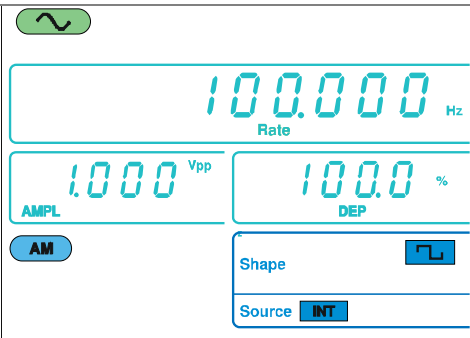 100.000 Hz
Rate
1.000 Vpp
AMPL
100.0 %
DEP
AM
Shape
Source INT